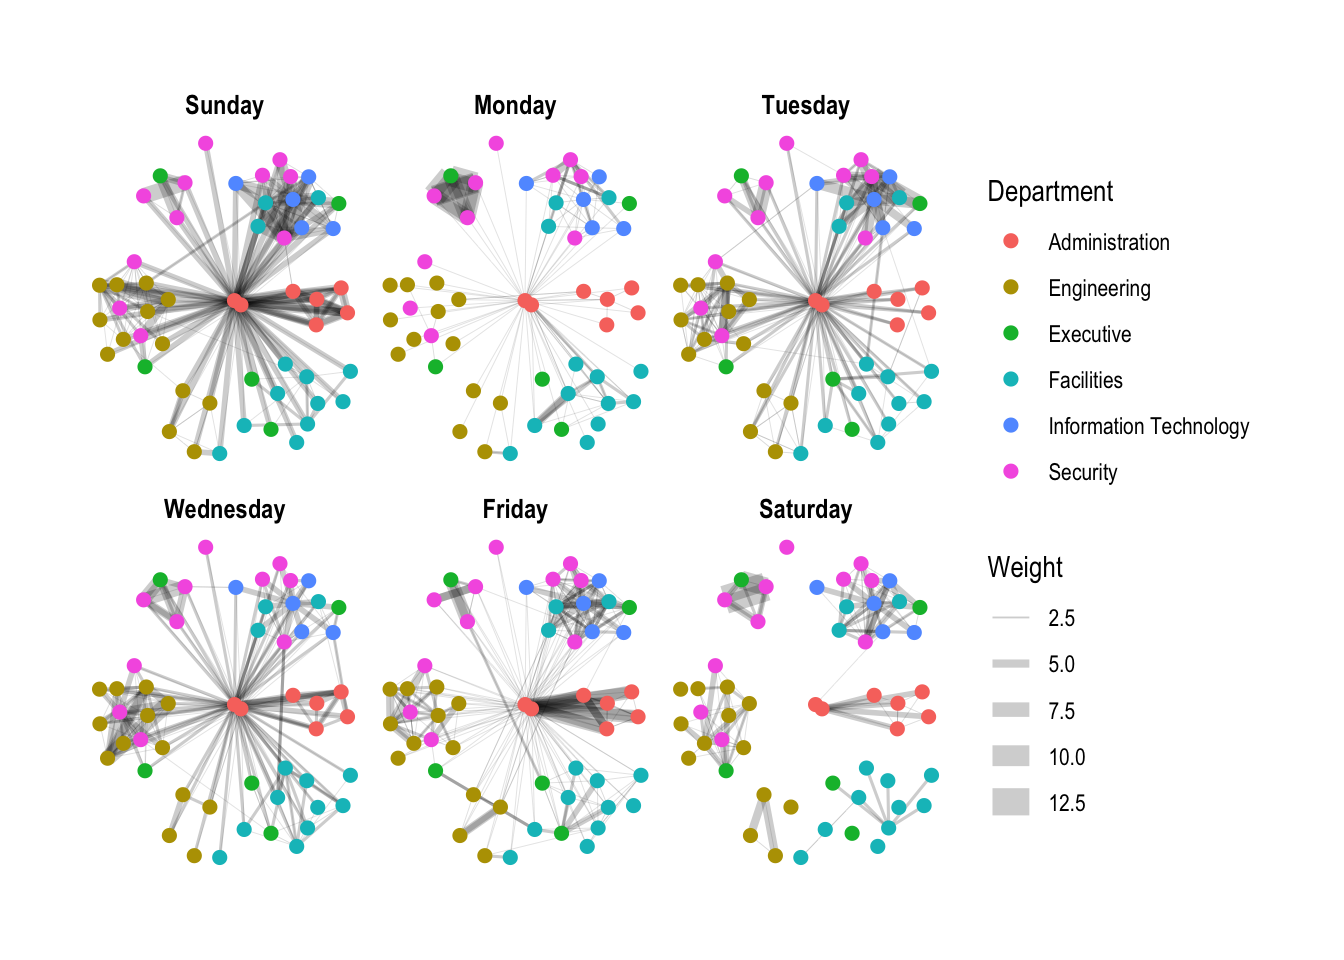 Sunday
Monday
Tuesday
Wednesday
Friday
Saturday
Department
Administration
Engineering
Executive
Facilities
Information Technology
Security
Weight
2.5
5.0
7.5
10.0
12.5